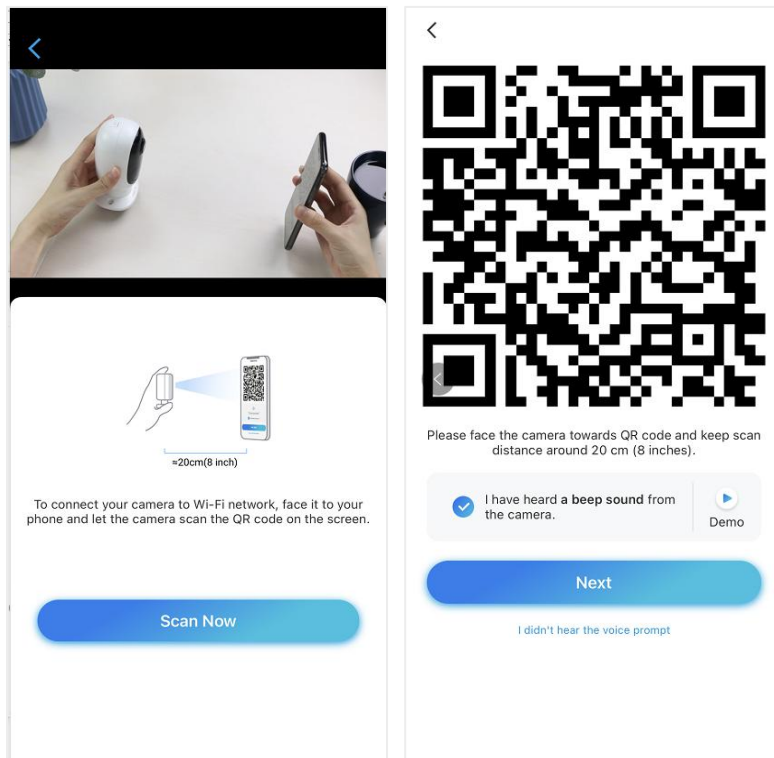 ≈20cm(8 inch)
To connect your camera to Wi-Fi network, face it to your
phone and let the camera scan the QR code on the screen.
Scan Now
Please face the camera towards QR code and keep scan
distance around 20 cm (8 inches).
I have heard a beep sound from
the camera.
Demo
Next
I didn't hear the voice prompt